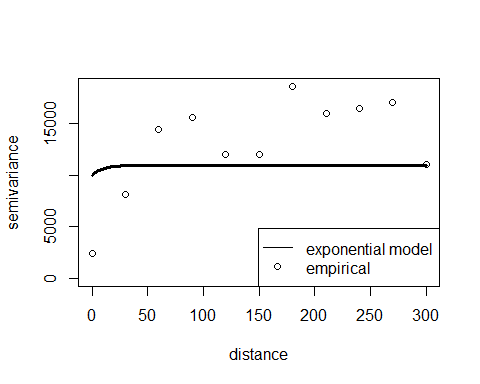 15000
5000
0
semivariance
exponential model
empirical
0 50 100 150 200 250 300
distance